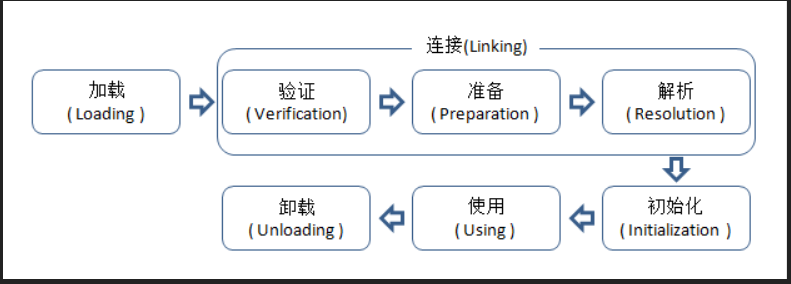 连接(Linking)
加载
( Loading )
验证
( Verification)
准备
( Preparation )
解析
( Resolution )
卸载
( Unloading )
使用
( Using )
初始化
( Initialization )